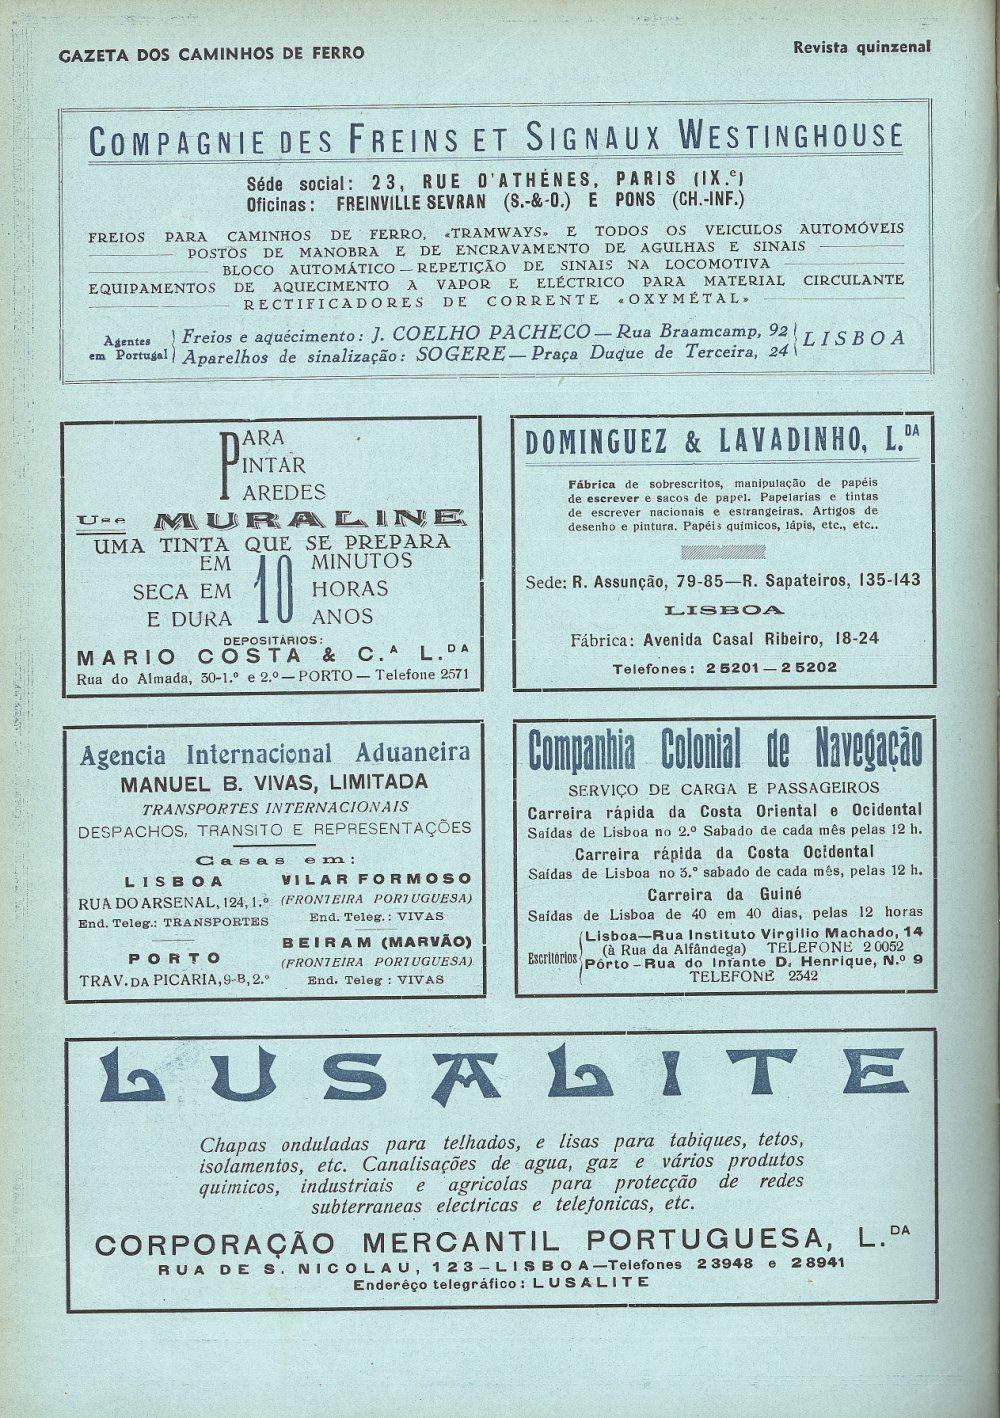 GAZETA DOS CAMINHOS DE FERRO
Revista quinzenal
COMPAGNIE DES FREINS ET SIGNAUX WESTINGHOUSE
Séde social: 23, RUE D'ATHÉNES, PARIS (IX.e)
Oficinas: FREINVILLE SEVRAN (S.-&-O.) E PONS (CH.-INF.)
FREIOS PARA CAMINHOS DE FERRO, «TRAMWAYS» E TODOS OS VEICULOS AUTOMÓVEIS
POSTOS DE MANOBRA E DE ENCRAVAMENTO DE AGULHAS E SINAIS
BLOCO AUTOMÁTICO — REPETIÇÃO DE SINAIS NA LOCOMOTIVA
EQUIPAMENTOS DE AQUECIMENTO A VAPOR E ELÉCTRICO PARA MATERIAL CIRCULANTE
RECTIFICADORES DE CORRENTE «OXYMÉTAL»
Agentes em Portugal
Freios e aquécimento: J. COELHO PACHECO — Rua Braamcamp, 92
Aparelhos de sinalização: SOGERE — Praça Duque de Terceira, 24
LISBOA
PARA
PINTAR
PAREDES
Use MURALINE
UMA TINTA QUE SE PREPARA
EM 10 MINUTOS
SECA EM HORAS
E DURA ANOS
DEPOSITÁRIOS:
MARIO COSTA & C.A L.DA
Rua do Almada, 30-1.º e 2.º — PORTO — Telefone 2571
DOMINGUEZ & LAVADINHO, L.DA
Fábrica de sobrescritos, manipulação de papéis
de escrever e sacos de papel. Papelarias e tintas
de escrever nacionais e estrangeiras. Artigos de
desenho e pintura. Papéis químicos, lápis, etc., etc..
Sede: R. Assunção, 79-85—R. Sapateiros, 135-143
LISBOA
Fábrica: Avenida Casal Ribeiro, 18-24
Telefones: 25201 — 25202
Agencia Internacional Aduaneira
MANUEL B. VIVAS, LIMITADA
TRANSPORTES INTERNACIONAIS
DESPACHOS, TRANSITO E REPRESENTAÇÕES
Casas em:
LISBOA
RUA DO ARSENAL, 124, 1.º
End. Teleg.: TRANSPORTES
PORTO
TRAV. DA PICARIA, 9-B, 2.º
VILAR FORMOSO
(FRONTEIRA PORTUGUESA)
End. Teleg.: VIVAS
BEIRAM (MARVÃO)
(FRONTEIRA PORTUGUESA)
End. Teleg : VIVAS
Companhia Colonial de Navegação
SERVIÇO DE CARGA E PASSAGEIROS
Carreira rápida da Costa Oriental e Ocidental
Saídas de Lisboa no 2.º Sabado de cada mês pelas 12 h.
Carreira rápida da Costa Ocidental
Saídas de Lisboa no 3.º sabado de cada mês, pelas 12 h.
Carreira da Guiné
Saídas de Lisboa de 40 em 40 dias, pelas 12 horas
Escritórios
Lisboa—Rua Instituto Virgilio Machado, 14
(à Rua da Alfândega) TELEFONE 20052
Pôrto – Rua do Infante D. Henrique, N.º 9
TELEFONE 2342
LUSALITE
Chapas onduladas para telhados, e lisas para tabiques, tetos,
isolamentos, etc. Canalisações de agua, gaz e vários produtos
quimicos, industriais e agricolas para protecção de redes
subterraneas electricas e telefonicas, etc.
CORPORAÇÃO MERCANTIL PORTUGUESA, L.DA
RUA DE S. NICOLAU, 123 — LISBOA — Telefones 23948 e 28941
Enderêço telegráfico: LUSALITE